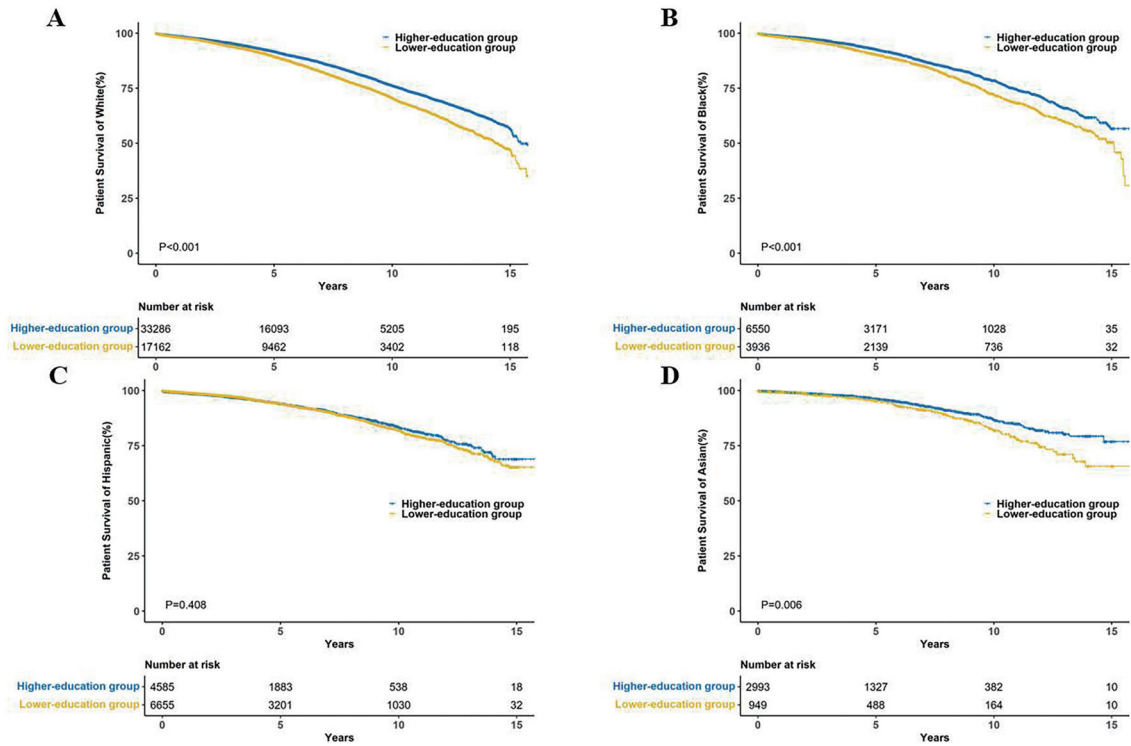 A
100
75
50
25
0
Patient Survival of White(%)
Higher-education group
Lower-education group
P<0.001
0 5 10 15
Years
Number at risk
Higher-education group 33286 16093 5205 195
Lower-education group 17162 9462 3402 118
0 5 10 15
B
100
75
50
25
0
Patient Survival of Black(%)
Higher-education group
Lower-education group
P<0.001
0 5 10 15
Years
Number at risk
Higher-education group 6550 3171 1028 35
Lower-education group 3936 2139 736 32
0 5 10 15
C
100
75
50
25
0
Patient Survival of Hispanic(%)
Higher-education group
Lower-education group
P=0.408
0 5 10 15
Years
Number at risk
Higher-education group 4585 1883 538 18
Lower-education group 6655 3201 1030 32
0 5 10 15
D
100
75
50
25
0
Patient Survival of Asian(%)
Higher-education group
Lower-education group
P=0.006
0 5 10 15
Years
Number at risk
Higher-education group 2993 1327 382 10
Lower-education group 949 488 164 10
0 5 10 15